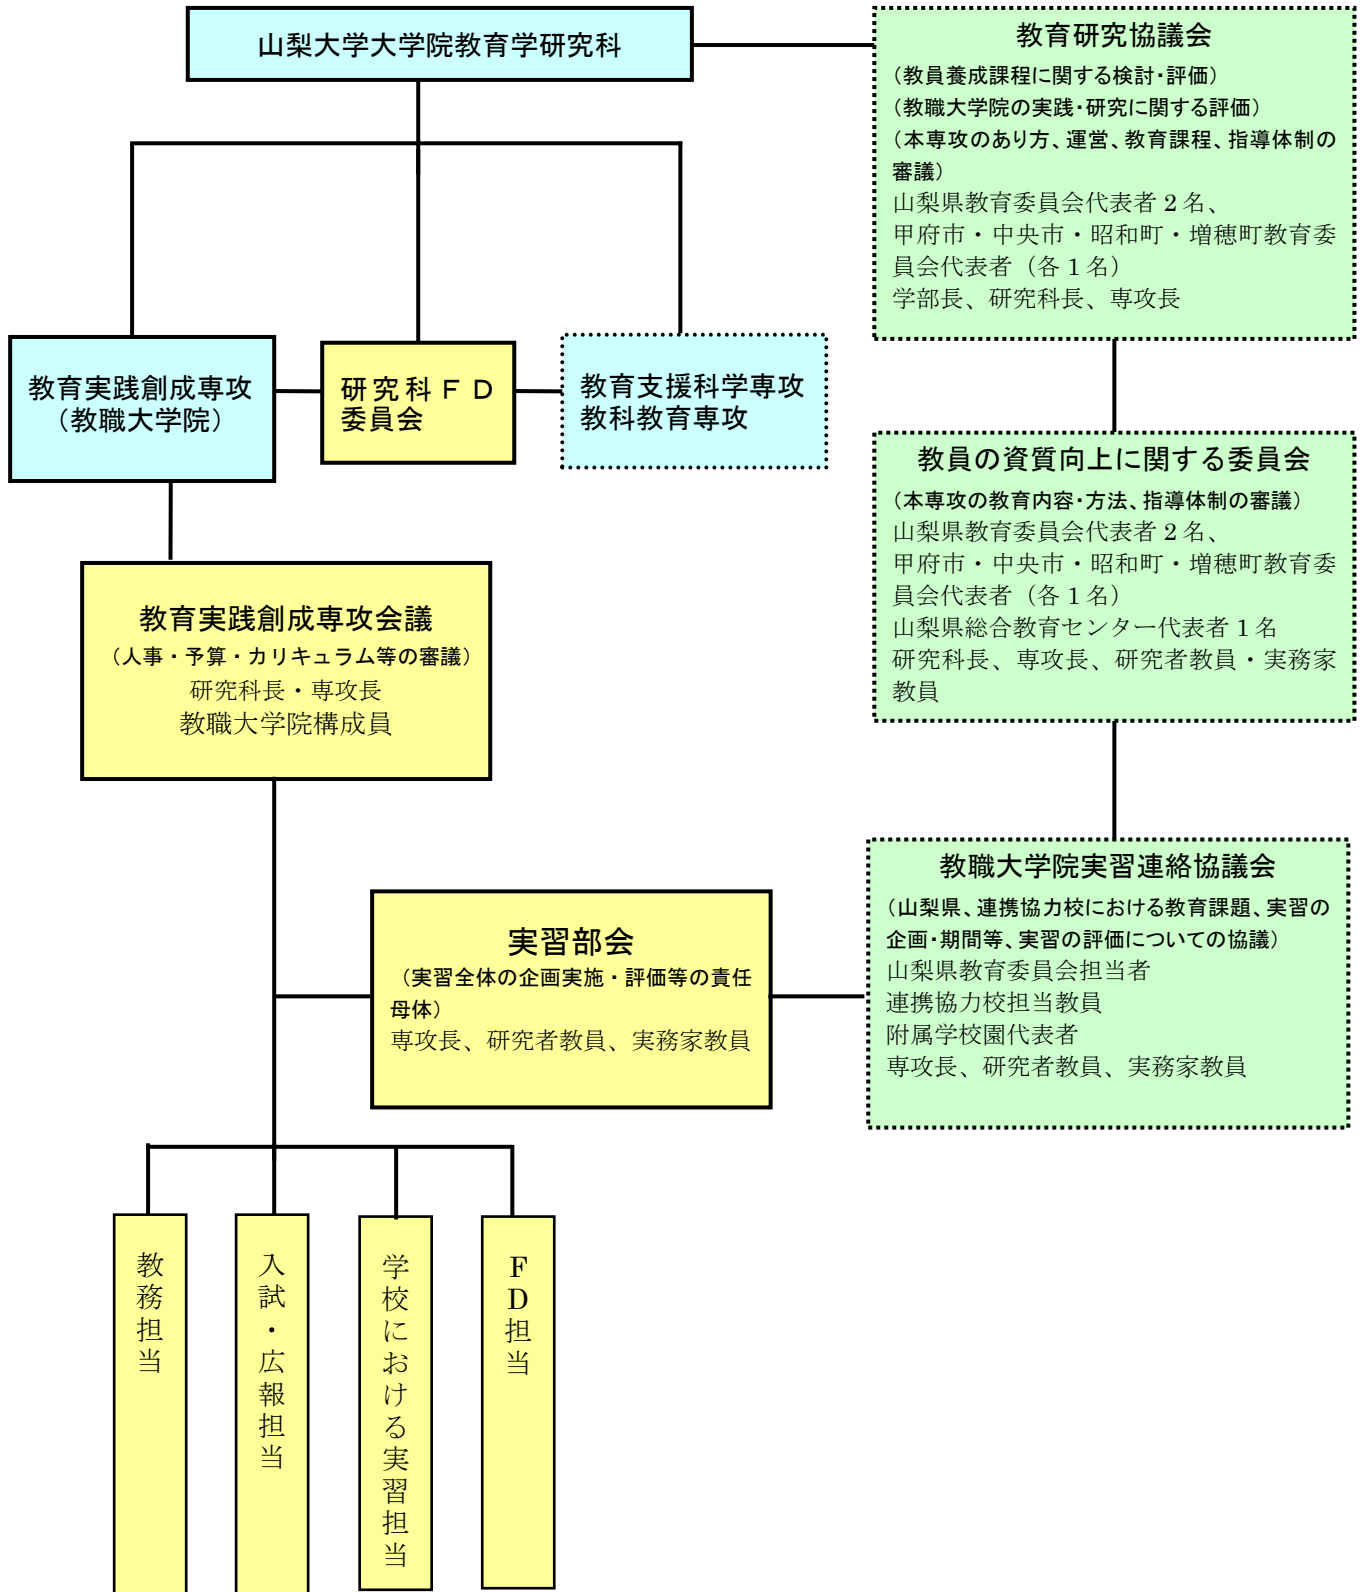 山梨大学大学院教育学研究科
教育研究協議会
（教員養成課程に関する検討・評価）
（教職大学院の実践・研究に関する評価）
（本専攻のあり方、運営、教育課程、指導体制の
審議）
山梨県教育委員会代表者 2 名、
甲府市・中央市・昭和町・増穂町教育委
員会代表者（各 1 名）
学部長、研究科長、専攻長
教育実践創成専攻
（教職大学院）
研究科ＦＤ
委員会
教育支援科学専攻
教科教育専攻
教員の資質向上に関する委員会
（本専攻の教育内容・方法、指導体制の審議）
山梨県教育委員会代表者 2 名、
甲府市・中央市・昭和町・増穂町教育委
員会代表者（各 1 名）
山梨県総合教育センター代表者 1 名
研究科長、専攻長、研究者教員・実務家
教員
教育実践創成専攻会議
（人事・予算・カリキュラム等の審議）
研究科長・専攻長
教職大学院構成員
実習部会
（実習全体の企画実施・評価等の責任
母体）
専攻長、研究者教員、実務家教員
教職大学院実習連絡協議会
（山梨県、連携協力校における教育課題、実習の
企画・期間等、実習の評価についての協議）
山梨県教育委員会担当者
連携協力校担当教員
附属学校園代表者
専攻長、研究者教員、実務家教員
教務担当
入試・広報担当
学校における実習担当
FD担当